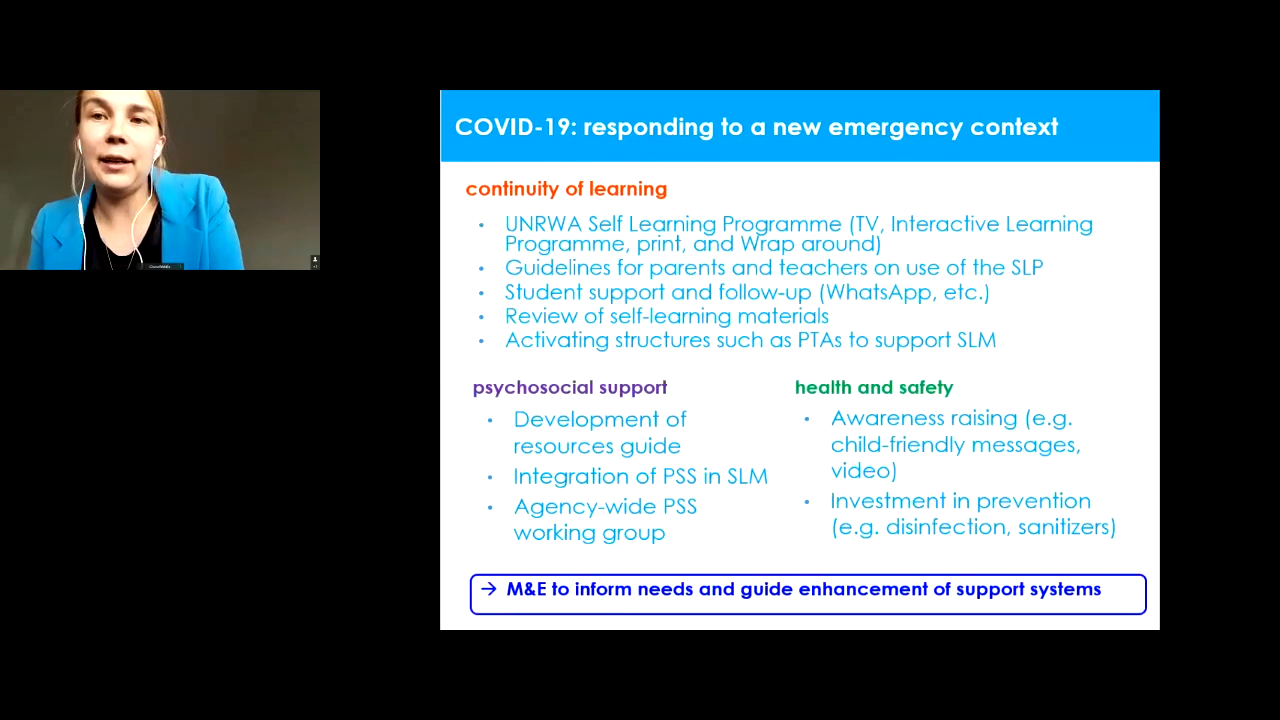 COVID-19: responding to a new emergency context
continuity of learning
• UNRWA Self Learning Programme (TV, Interactive Learning
Programme, print, and Wrap around)
• Guidelines for parents and teachers on use of the SLP
• Student support and follow-up (WhatsApp, etc.)
• Review of self-learning materials
• Activating structures such as PTAs to support SLM
psychosocial support
• Development of
resources guide
• Integration of PSS in SLM
• Agency-wide PSS
working group
health and safety
• Awareness raising (e.g.
child-friendly messages,
video)
• Investment in prevention
(e.g. disinfection, sanitizers)
→ M&E to inform needs and guide enhancement of support systems